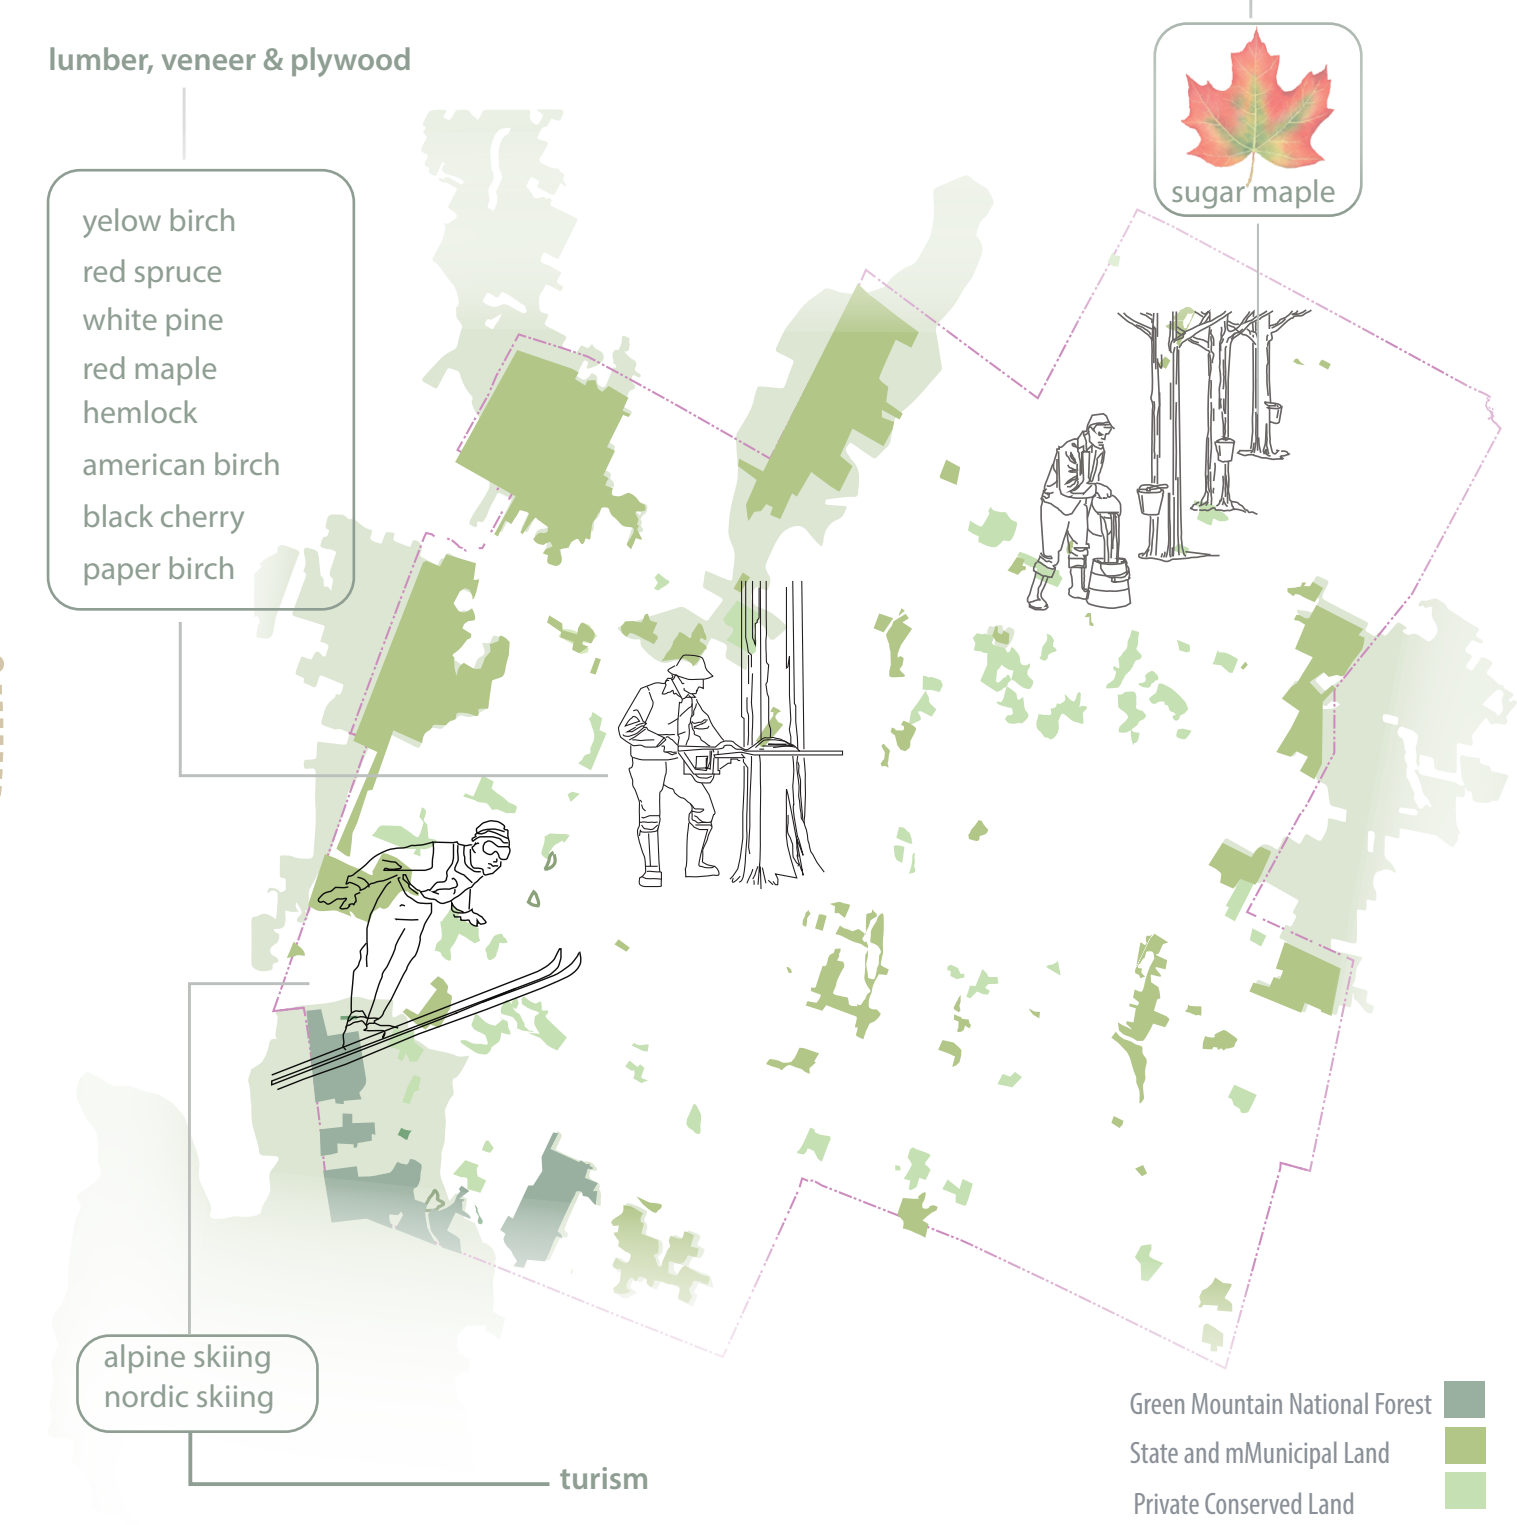 lumber, veneer & plywood
yelow birch
red spruce
white pine
red maple
hemlock
american birch
black cherry
paper birch
sugar maple
alpine skiing
nordic skiing
turism
Green Mountain National Forest
State and mMunicipal Land
Private Conserved Land